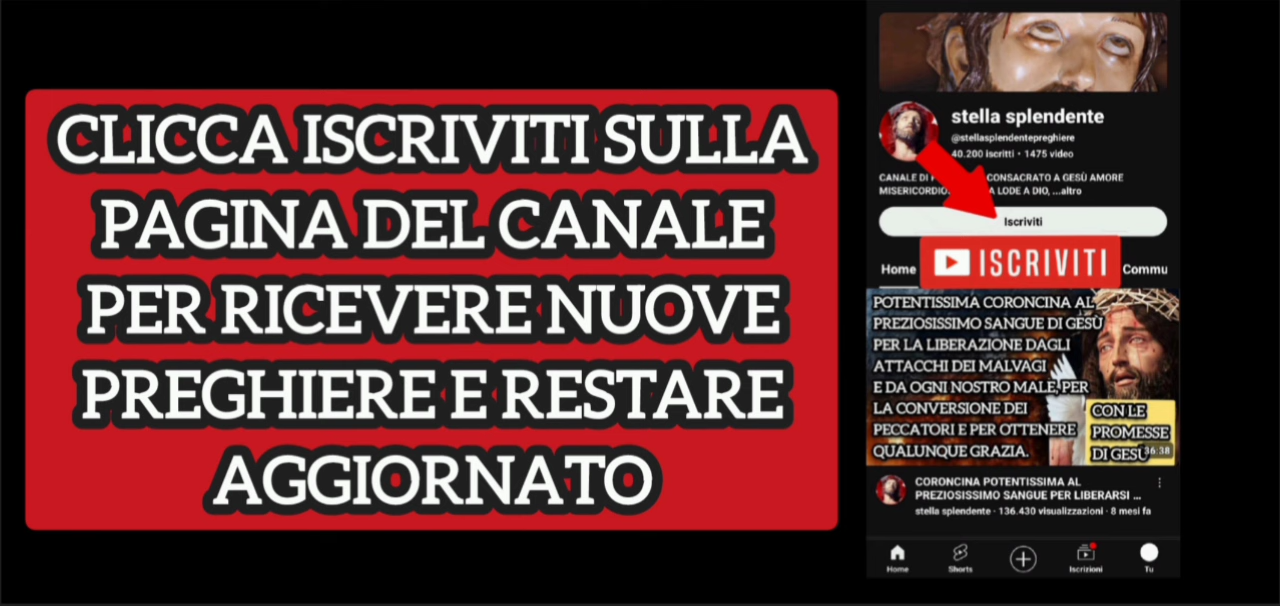 CLICCA ISCRIVITI SULLA
PAGINA DEL CANALE
PER RICEVERE NUOVE
PREGHIERE E RESTARE
AGGIORNATO
stella splendente
@stellasplendentepreghiere
40.200 iscritti • 1475 video
CANALE DI CONSACRATO A GESÙ AMORE
LODE A DIO, ...altro
Iscriviti
ISCRIVITI
Home
Commu
POTENTISSIMA CORONCINA AL
PREZIOSISSIMO SANGUE DI GESÙ
PER LA LIBERAZIONE DAGLI
ATTACCHI DEI MALVAGI
E DA OGNI NOSTRO MALE, PER
LA CONVERSIONE DEI
PECCATORI E PER OTTENERE
QUALUNQUE GRAZIA.
CON LE
PROMESSE
DI GESÙ
36:38
CORONCINA POTENTISSIMA AL
PREZIOSISSIMO SANGUE PER LIBERARSI ...
stella splendente · 136.430 visualizzazioni · 8 mesi fa
Home
Shorts
Iscrizioni
Tu